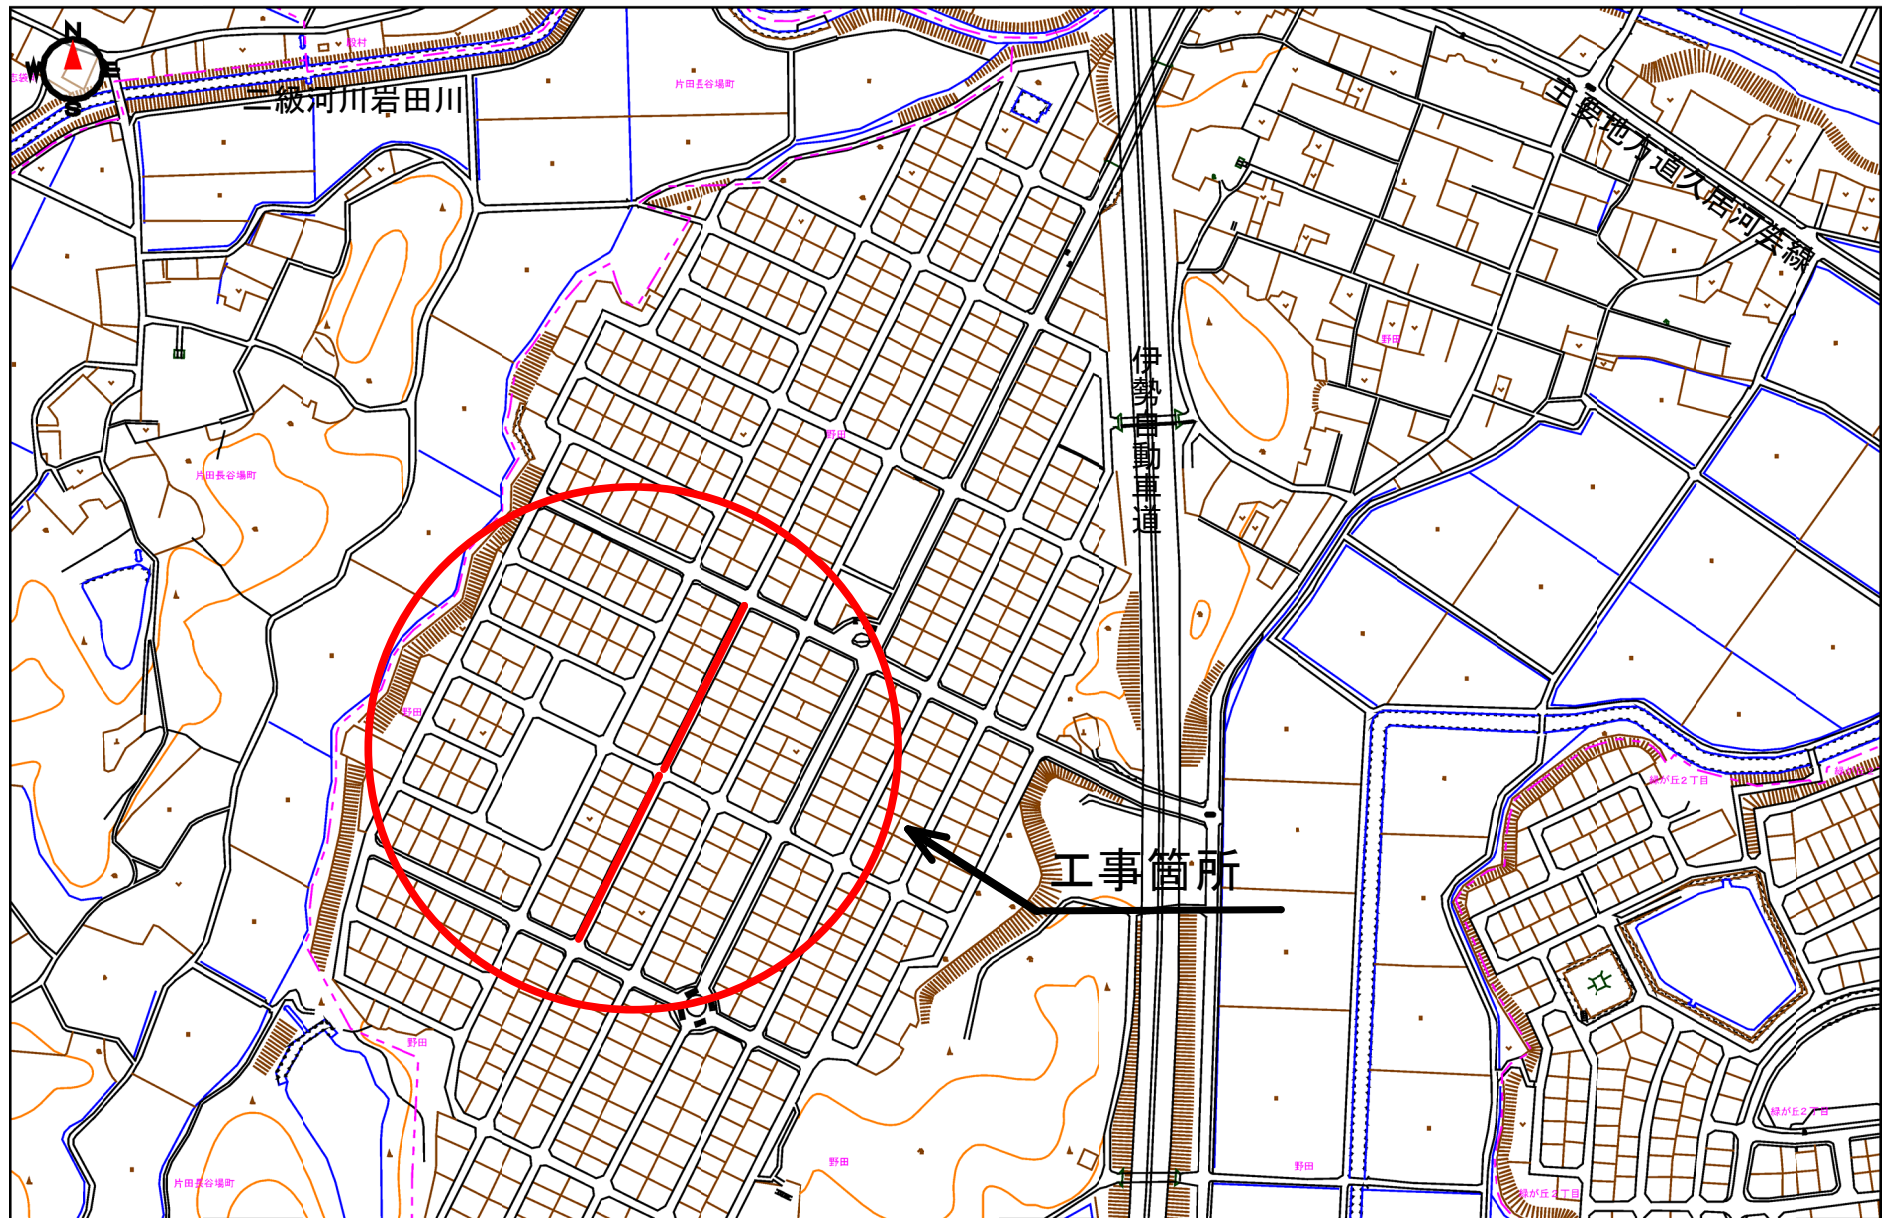 N
W
S
二級河川岩田川
殿村
片田長谷場町
主要地方道久居河芸線
伊勢自動車道
野田
野田
片田長谷場町
野田
工事箇所
緑が丘2丁目
野田
緑が丘2丁目
野田
野田
片田長谷場町
緑が丘2丁目